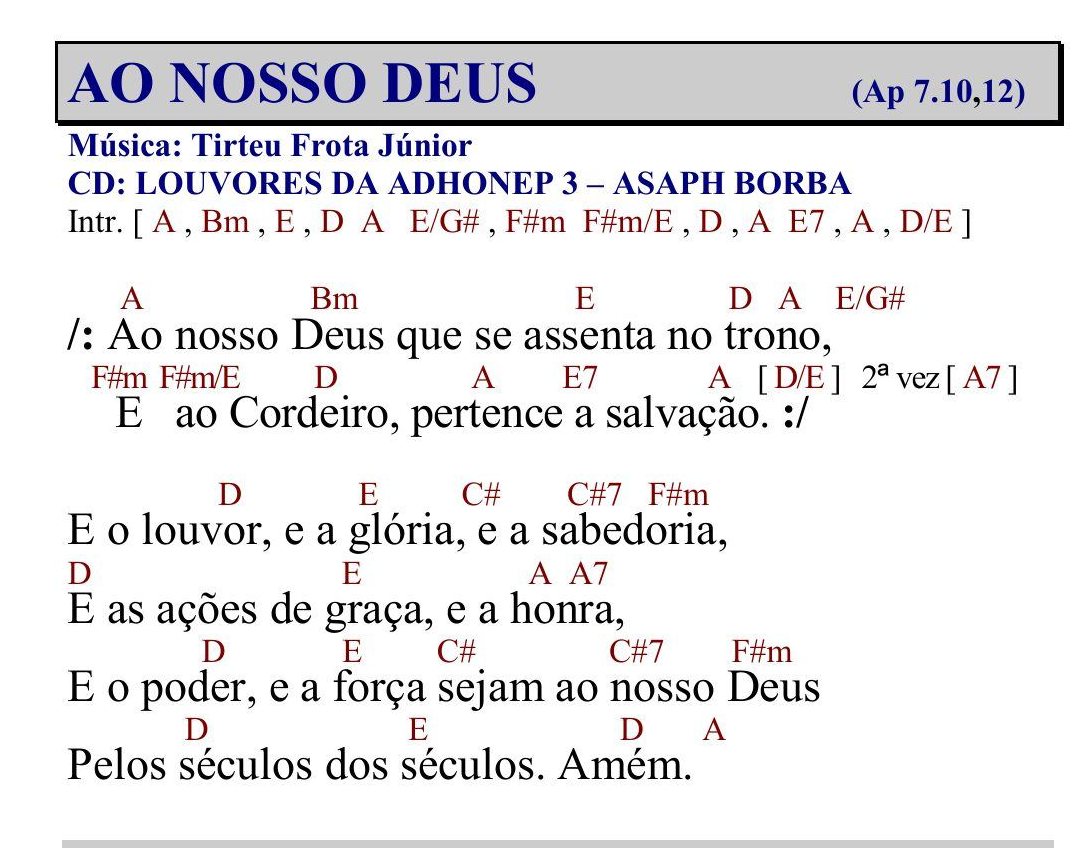 AO NOSSO DEUS (Ap 7.10,12)
Música: Tirteu Frota Júnior
CD: LOUVORES DA ADHONEP 3 – ASAPH BORBA
Intr. [ A , Bm , E , D A E/G# , F#m F#m/E , D , A E7 , A , D/E ]
A Bm E D A E/G#
/: Ao nosso Deus que se assenta no trono,
F#m F#m/E D A E7 A [ D/E ] 2ª vez [ A7 ]
E ao Cordeiro, pertence a salvação. :/
D E C# C#7 F#m
E o louvor, e a glória, e a sabedoria,
D E A A7
E as ações de graça, e a honra,
D E C# C#7 F#m
E o poder, e a força sejam ao nosso Deus
D E D A
Pelos séculos dos séculos. Amém.